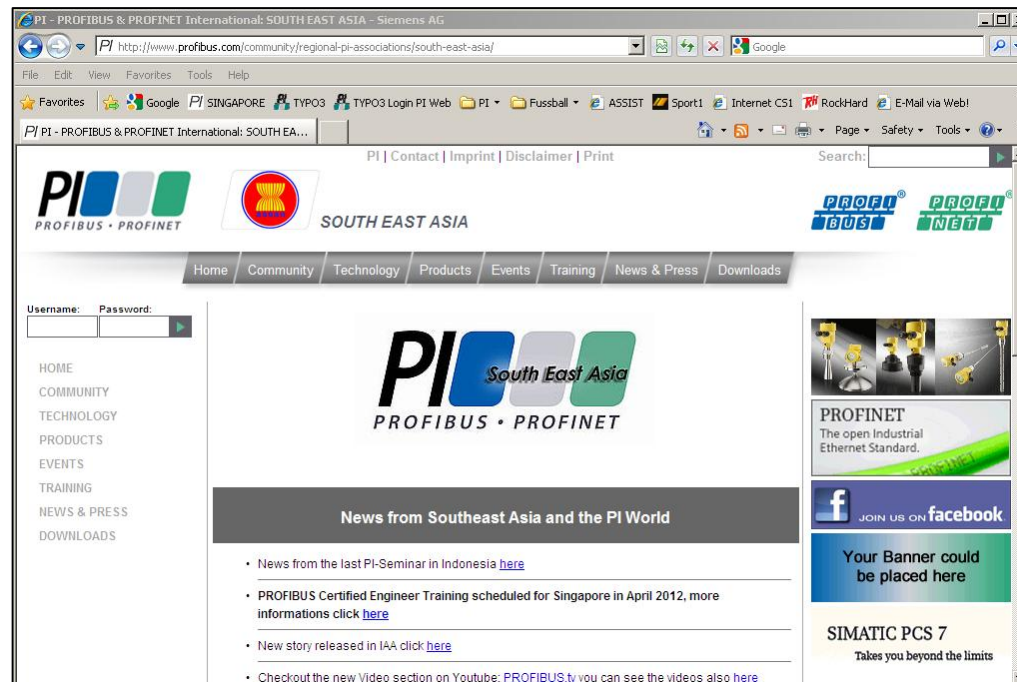 PI - PROFIBUS & PROFINET International: SOUTH EAST ASIA - Siemens AG
PI http://www.profibus.com/community/regional-pi-associations/south-east-asia/
Google
File Edit View Favorites Tools Help
Favorites Google PI SINGAPORE TYPO3 TYPO3 Login PI Web PI Fussball ASSIST Sport1 Internet CS1 RH RockHard E-Mail via Web!
PI PI - PROFIBUS & PROFINET International: SOUTH EA...
Page Safety Tools
PI | Contact | Imprint | Disclaimer | Print
Search:
PI
PROFIBUS • PROFINET
SOUTH EAST ASIA
PROFI® BUS
PROFI® NET
Home Community Technology Products Events Training News & Press Downloads
Username: Password:
HOME
COMMUNITY
TECHNOLOGY
PRODUCTS
EVENTS
TRAINING
NEWS & PRESS
DOWNLOADS
PI South East Asia
PROFIBUS • PROFINET
News from Southeast Asia and the PI World
• News from the last PI-Seminar in Indonesia here
• PROFIBUS Certified Engineer Training scheduled for Singapore in April 2012, more
informations click here
• New story released in IAA click here
• Checkout the new Video section on Youtube: PROFIBUS.tv you can see the videos also here
PROFINET
The open Industrial
Ethernet Standard.
PROFINET
f JOIN US ON facebook
Your Banner could
be placed here
SIMATIC PCS 7
Takes you beyond the limits